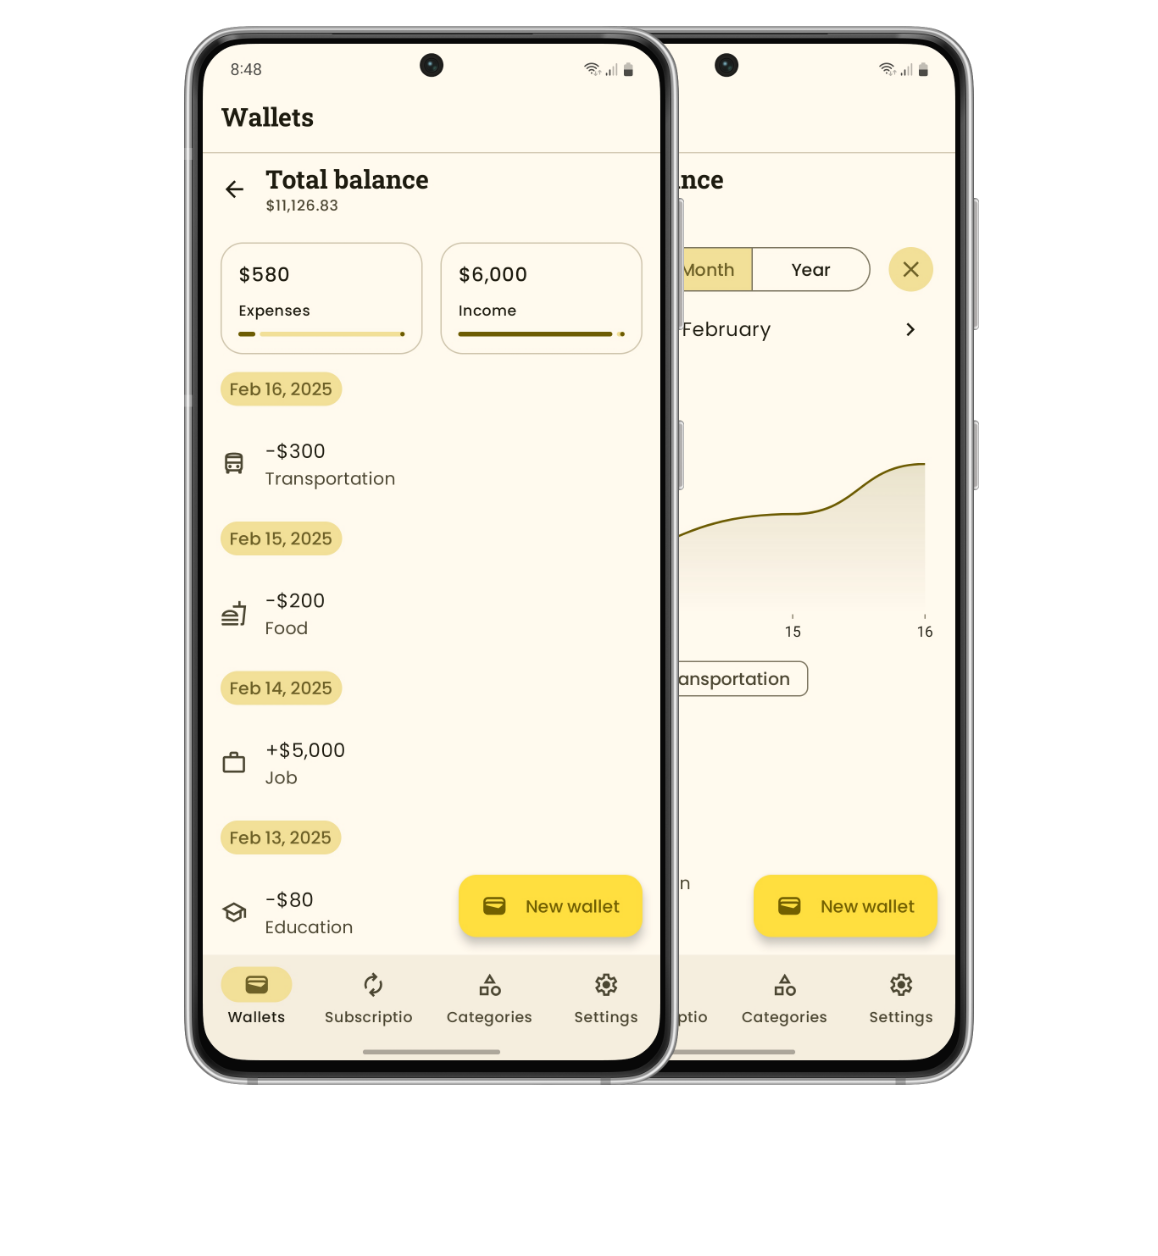 8:48
Wallets
Total balance
$11,126.83
$580
Expenses
$6,000
Income
Feb 16, 2025
-$300
Transportation
Feb 15, 2025
-$200
Food
Feb 14, 2025
+$5,000
Job
Feb 13, 2025
-$80
Education
New wallet
Wallets
Subscriptio
Categories
Settings
nce
Month
Year
February
15
16
ansportation
n
New wallet
ptio
Categories
Settings